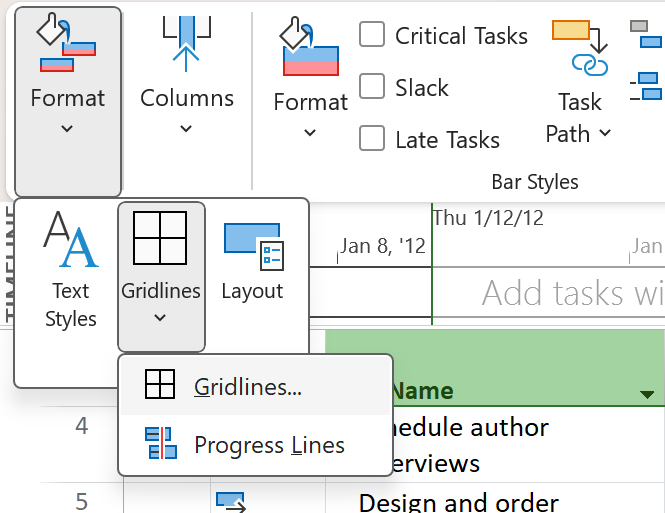 Format
Columns
Format
Critical Tasks
Slack
Late Tasks
Task
Path
Bar Styles
TIMELINE
Text
Styles
Gridlines
Layout
Thu 1/12/12
Jan 8, '12
Jan
Add tasks wi
Gridlines...
Progress Lines
Name
4
hedule author
erviews
5
Design and order